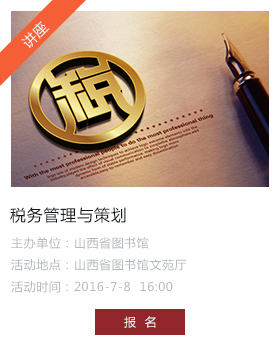 讲座
税
With the most professional people to do the most professional thing
税务管理与策划
主办单位：山西省图书馆
活动地点：山西省图书馆文苑厅
活动时间：2016-7-8 16:00
报 名